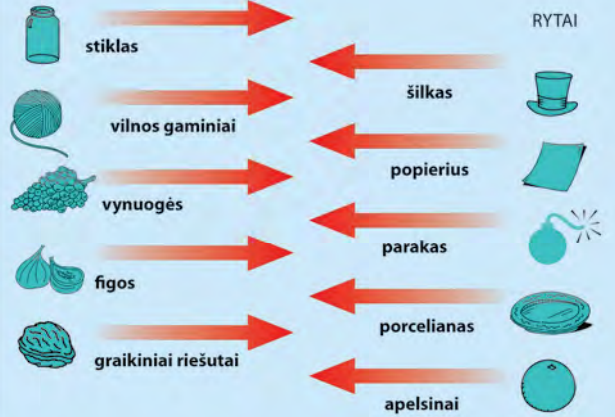 RYTAI
stiklas
šilkas
vilnos gaminiai
popierius
vynuogės
parakas
figos
porcelianas
graikiniai riešutai
apelsinai